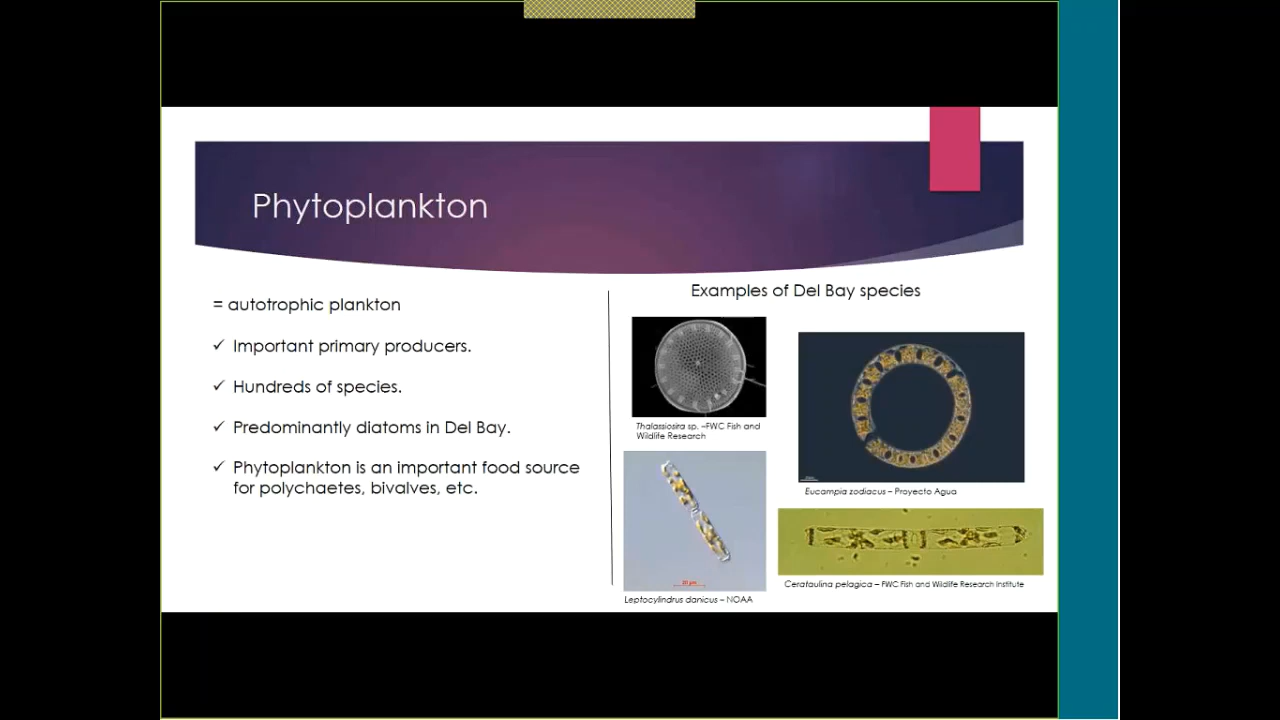 Phytoplankton
= autotrophic plankton
✓ Important primary producers.
✓ Hundreds of species.
✓ Predominantly diatoms in Del Bay.
✓ Phytoplankton is an important food source
for polychaetes, bivalves, etc.
Examples of Del Bay species
Thalassiosira sp. –FWC Fish and
Wildlife Research
Eucampia zodiacus – Proyecto Agua
Leptocylindrus danicus – NOAA
Cerataulina pelagica – FWC Fish and Wildlife Research Institute